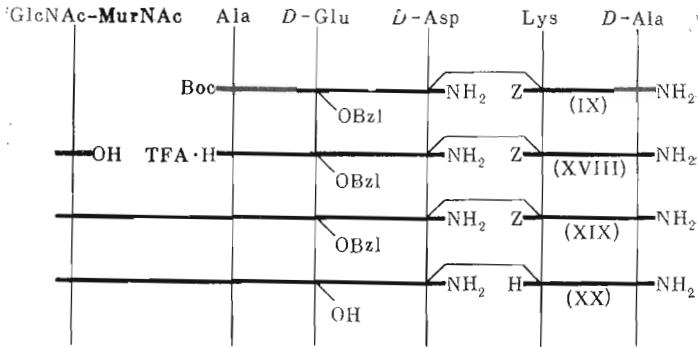 GlcNAc–MurNAc Ala D–Glu D–Asp Lys D–Ala
Boc NH₂ Z (IX) NH₂
OBzl
OH TFA·H NH₂ Z (XVIII) NH₂
OBzl
NH₂ Z (XIX) NH₂
OBzl
NH₂ H (XX) NH₂
OH